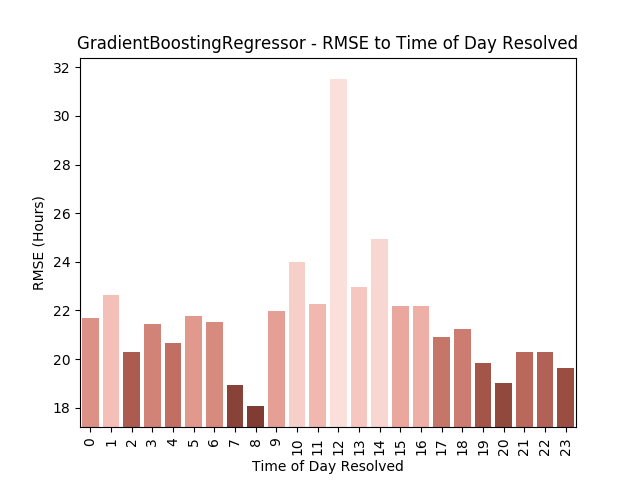 GradientBoostingRegressor - RMSE to Time of Day Resolved
32
30
28
26
24
22
20
18
RMSE (Hours)
0 1 2 3 4 5 6 7 8 9 10 11 12 13 14 15 16 17 18 19 20 21 22 23
Time of Day Resolved